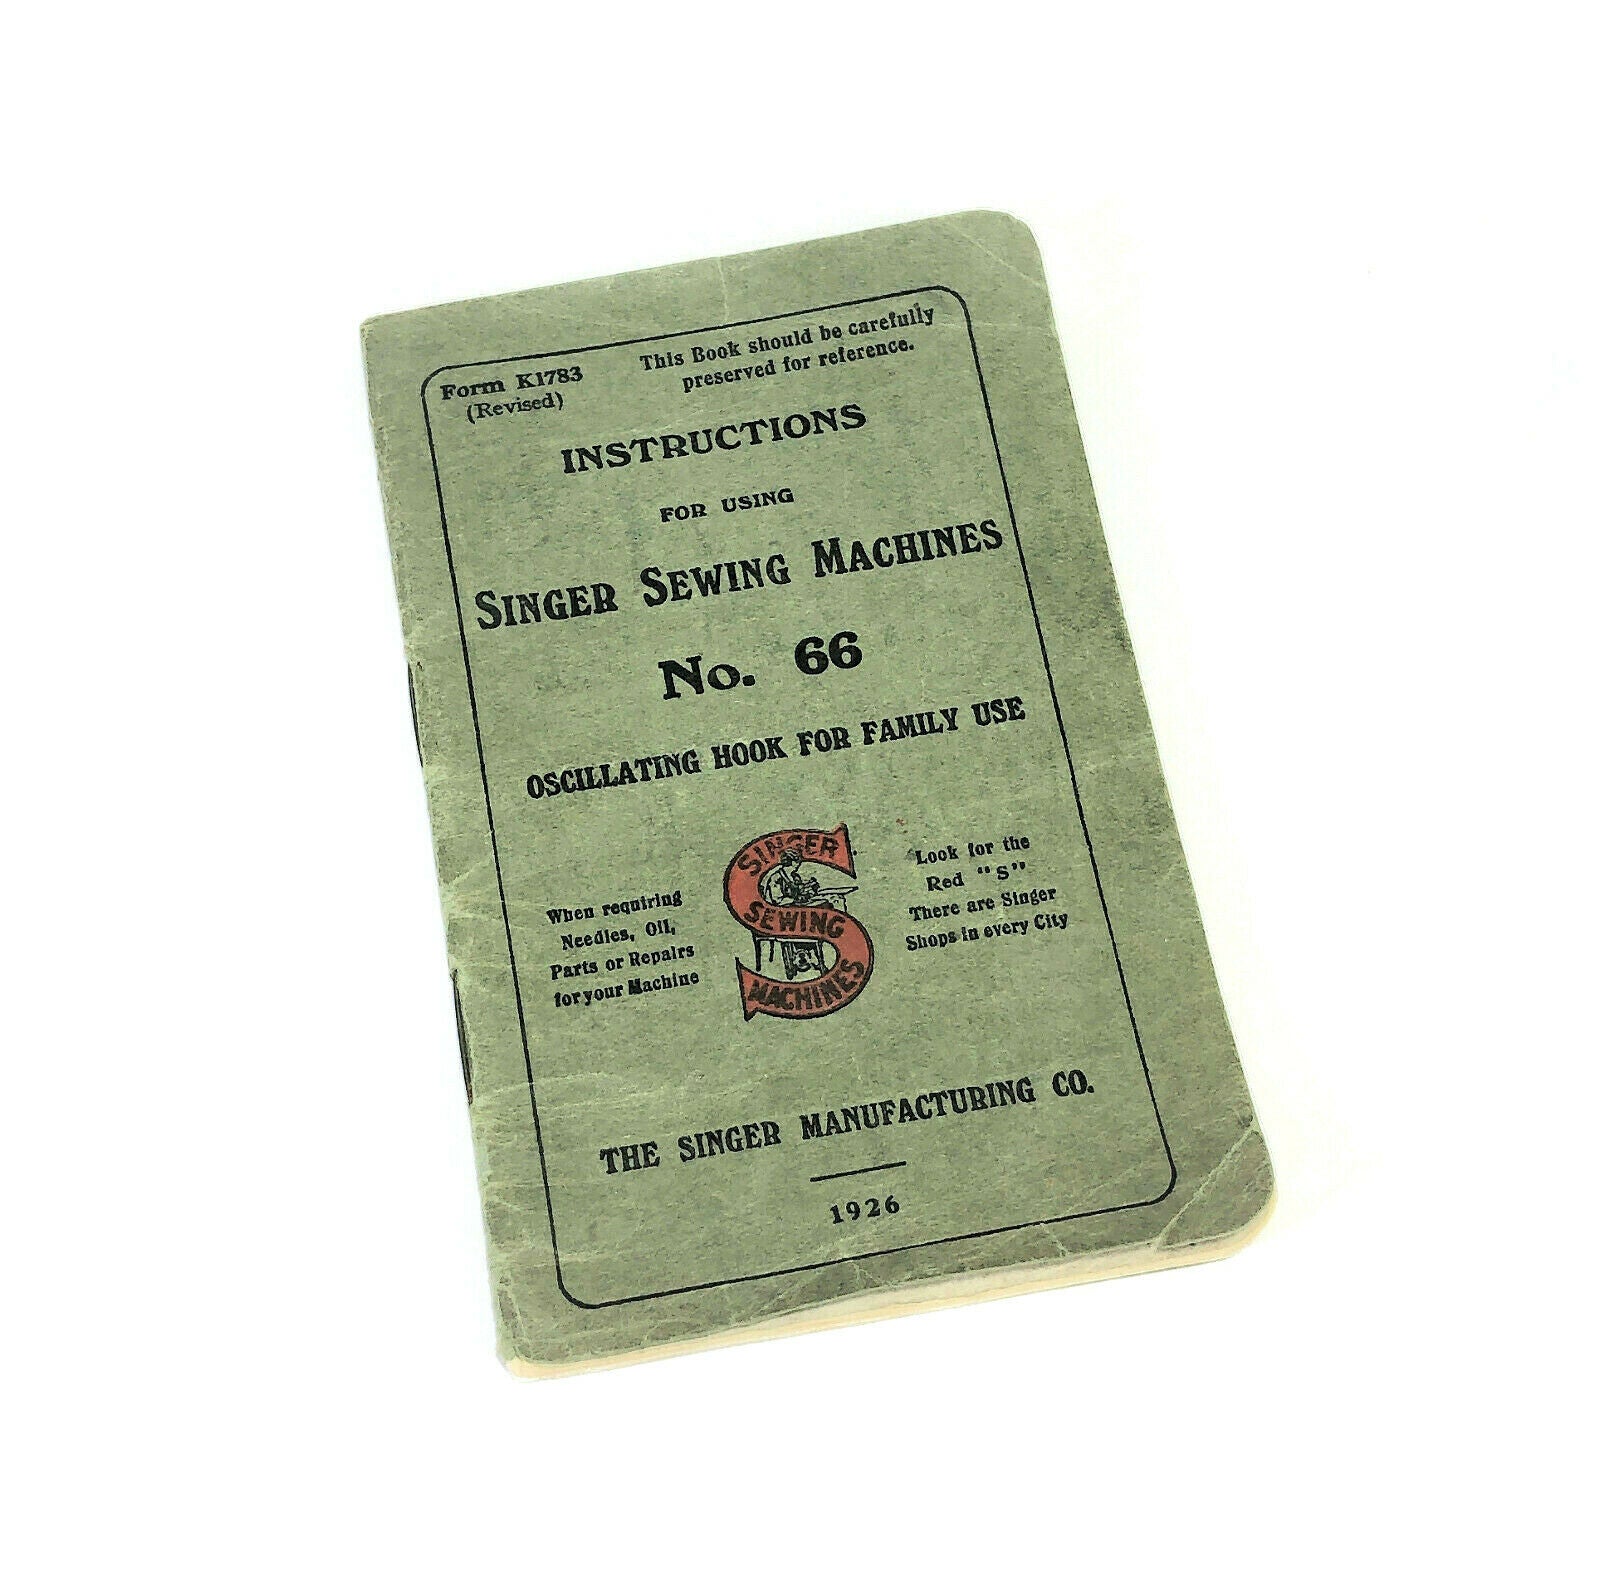 Form K1783
(Revised)
This Book should be carefully
preserved for reference.
INSTRUCTIONS
FOR USING
SINGER SEWING MACHINES
No. 66
OSCILLATING HOOK FOR FAMILY USE
When requiring
Needles, Oil,
Parts or Repairs
for your Machine
SINGER
SEWING
MACHINES
Look for the
Red "S"
There are Singer
Shops in every City
THE SINGER MANUFACTURING CO.
1926